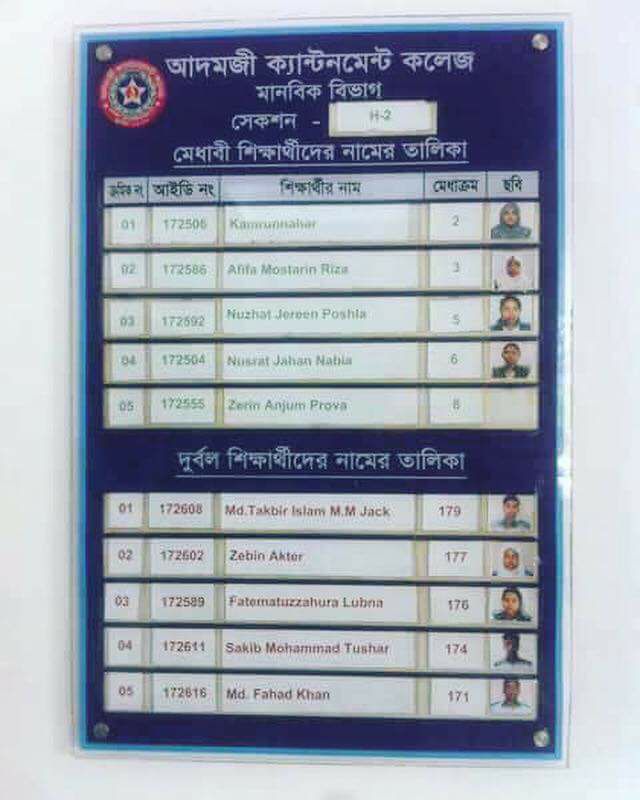 আদমজী ক্যান্টনমেন্ট কলেজ
মানবিক বিভাগ
সেকশন - H-2
মেধাবী শিক্ষার্থীদের নামের তালিকা
ক্রমিক নং আইডি নং শিক্ষার্থীর নাম মেধাক্রম ছবি
01 172506 Kamrunnahar 2
02 172586 Afifa Mostarin Riza 3
03 172592 Nuzhat Jereen Poshla 5
04 172504 Nusrat Jahan Nabia 6
05 172555 Zerin Anjum Prova 8
দুর্বল শিক্ষার্থীদের নামের তালিকা
01 172608 Md.Takbir Islam M.M Jack 179
02 172602 Zebin Akter 177
03 172589 Fatematuzzahura Lubna 176
04 172611 Sakib Mohammad Tushar 174
05 172616 Md. Fahad Khan 171